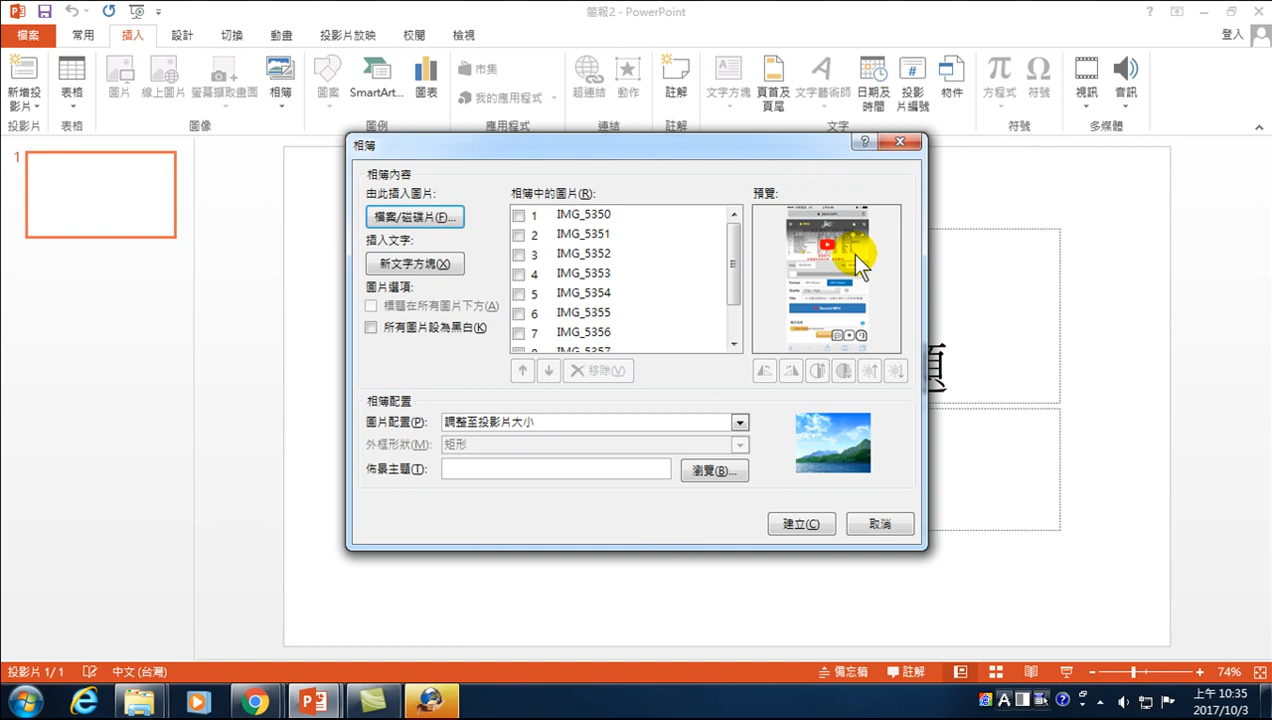 簡報2 - PowerPoint
檔案 常用 插入 設計 切換 動畫 投影片放映 校閱 檢視 登入
新增投影片 表格 圖片 線上圖片 螢幕擷取畫面 相簿 圖案 SmartArt... 圖表 市集 我的應用程式 超連結 動作 註解 文字方塊 頁首及頁尾 文字藝術師 日期及時間 投影片編號 物件 方程式 符號 視訊 音訊
投影片 表格 圖像 圖例 應用程式 連結 註解 文字 符號 多媒體
1
相簿
相簿內容
由此插入圖片: 相簿中的圖片(R): 預覽:
檔案/磁碟片(F)...
插入文字:
新文字方塊(X)
圖片選項:
標題在所有圖片下方(A)
所有圖片設為黑白(K)
1 IMG_5350
2 IMG_5351
3 IMG_5352
4 IMG_5353
5 IMG_5354
6 IMG_5355
7 IMG_5356
8 IMG_5357
移除(V)
相簿配置
圖片配置(P): 調整至投影片大小
外框形狀(M): 矩形
佈景主題(T): 瀏覽(B)...
建立(C) 取消
題
投影片 1/1 中文 (台灣) 備忘稿 註解 74%
上午 10:35
2017/10/3